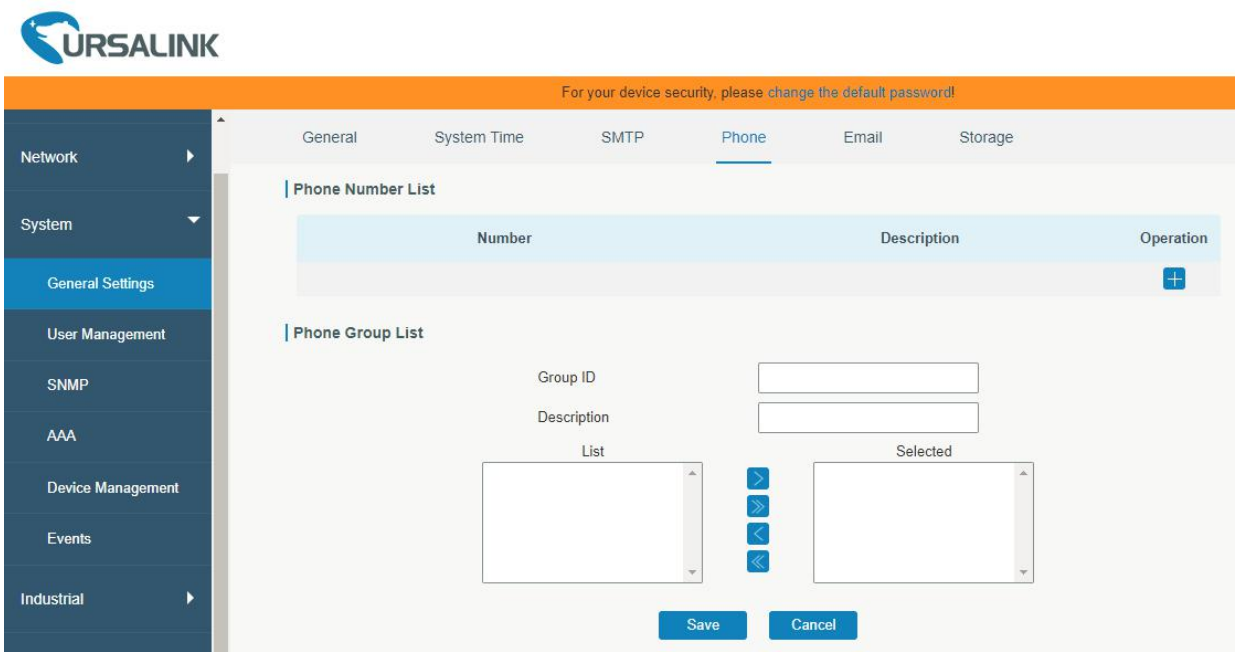 URSALINK
For your device security, please change the default password!
Network
System
General Settings
User Management
SNMP
AAA
Device Management
Events
Industrial
General System Time SMTP Phone Email Storage
Phone Number List
Number Description Operation
Phone Group List
Group ID
Description
List Selected
Save Cancel